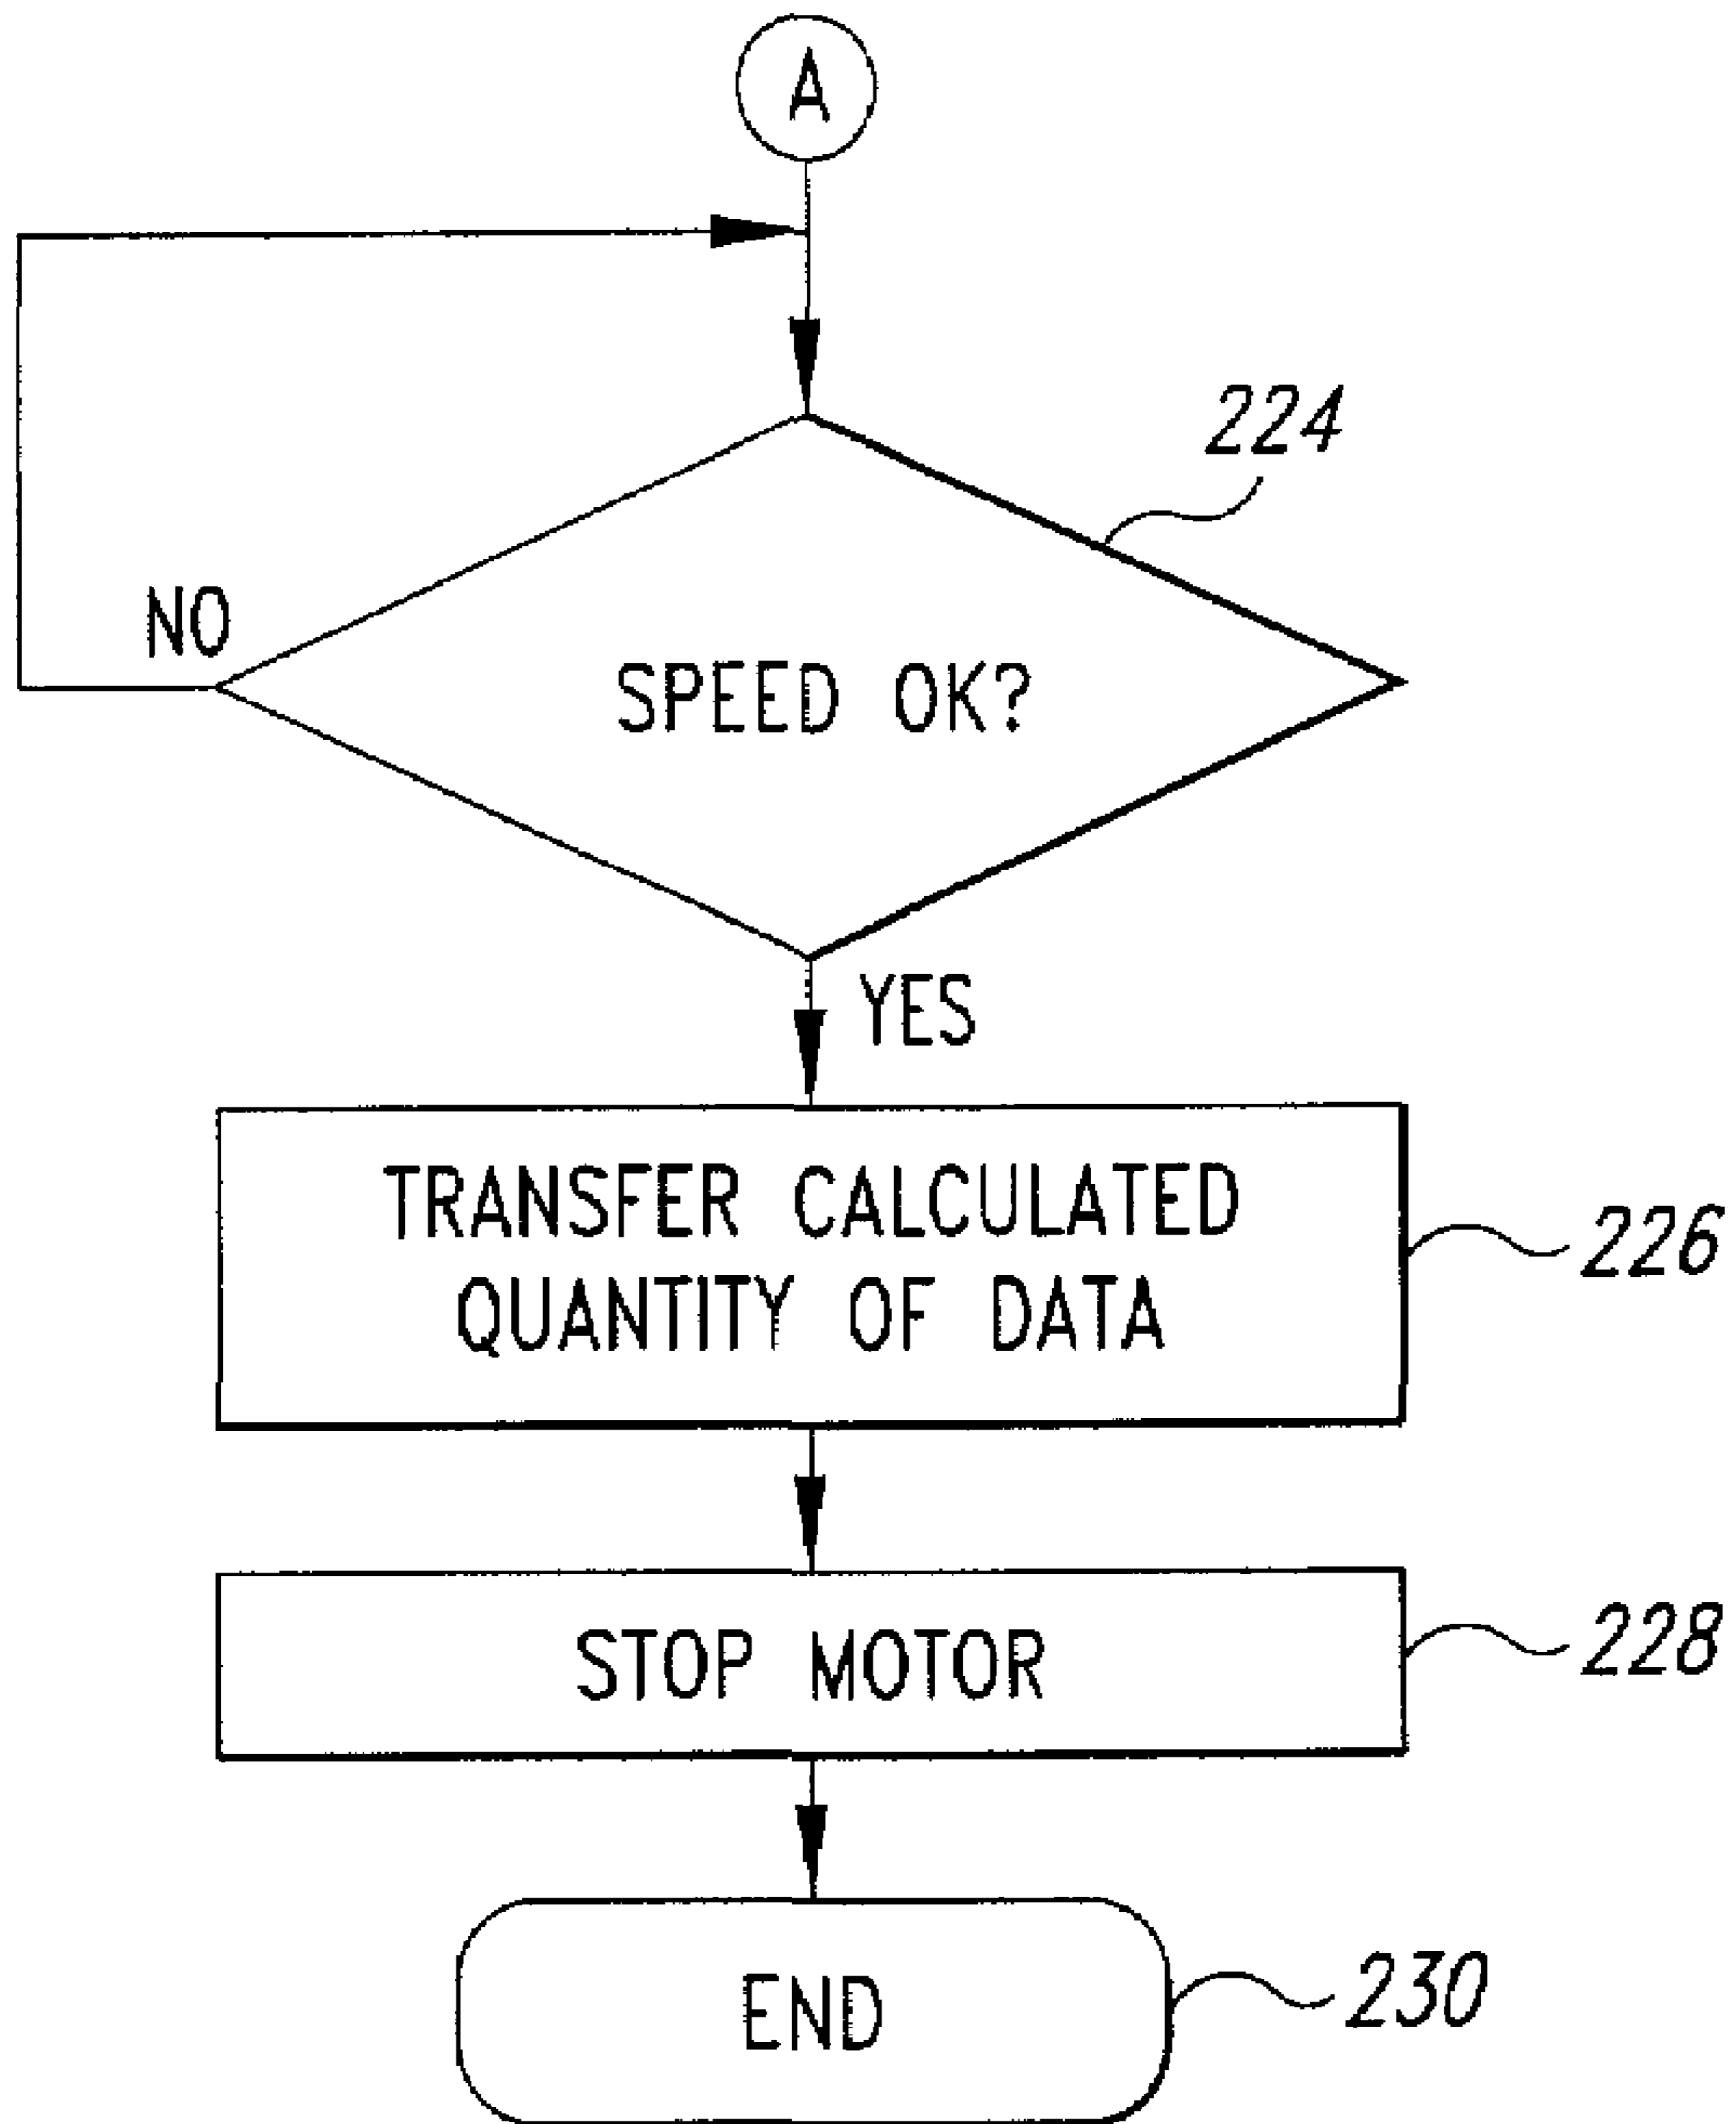 A
224
NO
SPEED OK?
YES
TRANSFER CALCULATED
QUANTITY OF DATA
226
STOP MOTOR
228
END
230